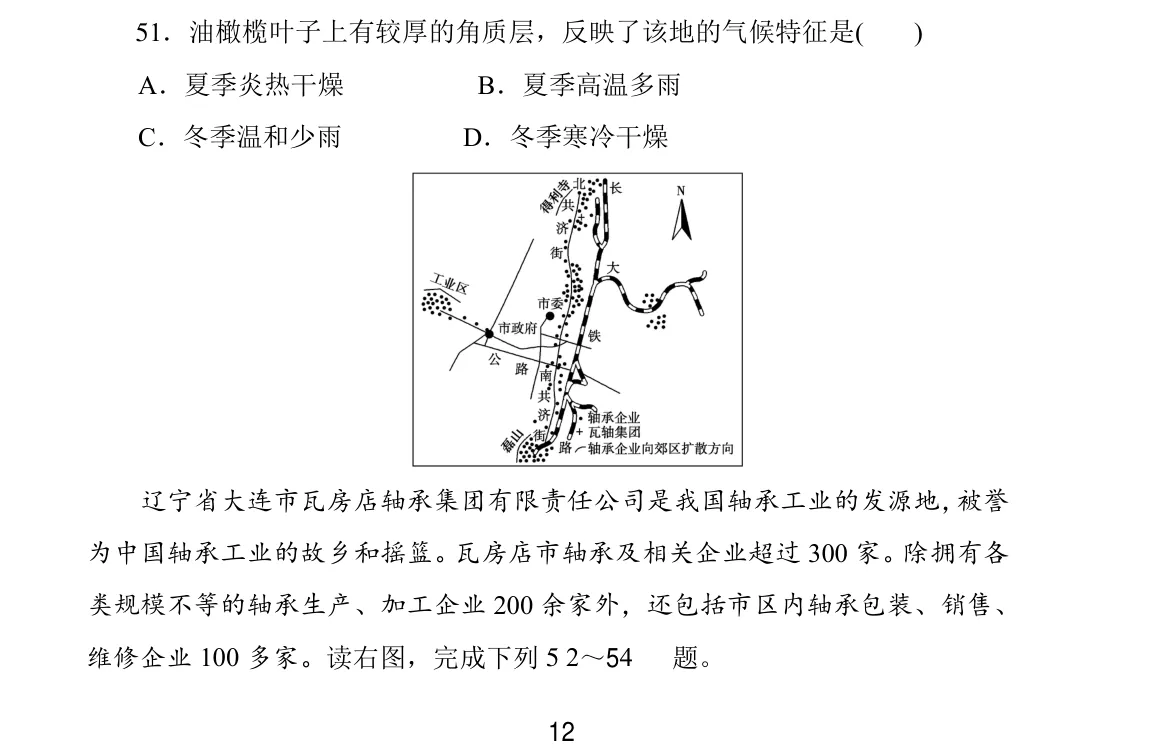 51．油橄榄叶子上有较厚的角质层，反映了该地的气候特征是(　　)
A．夏季炎热干燥　　B．夏季高温多雨
C．冬季温和少雨　　D．冬季寒冷干燥
得利寺
北共济街
长大铁路
N
工业区
市委
市政府
公路
南共济街
磊山
轴承企业
+ 瓦轴集团
轴承企业向郊区扩散方向
辽宁省大连市瓦房店轴承集团有限责任公司是我国轴承工业的发源地，被誉
为中国轴承工业的故乡和摇篮。瓦房店市轴承及相关企业超过 300 家。除拥有各
类规模不等的轴承生产、加工企业 200 余家外，还包括市区内轴承包装、销售、
维修企业 100 多家。读右图，完成下列 5 2～54　题。
12